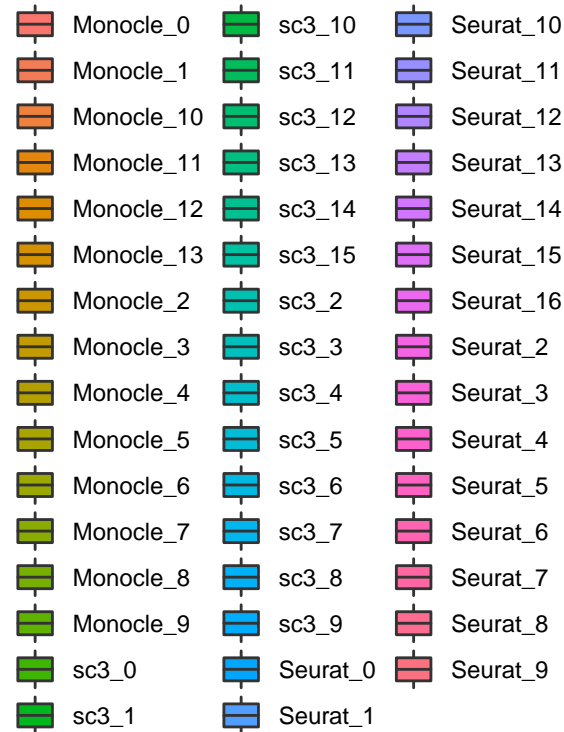 Monocle_0
Monocle_1
Monocle_10
Monocle_11
Monocle_12
Monocle_13
Monocle_2
Monocle_3
Monocle_4
Monocle_5
Monocle_6
Monocle_7
Monocle_8
Monocle_9
sc3_0
sc3_1
sc3_10
sc3_11
sc3_12
sc3_13
sc3_14
sc3_15
sc3_2
sc3_3
sc3_4
sc3_5
sc3_6
sc3_7
sc3_8
sc3_9
Seurat_0
Seurat_1
Seurat_10
Seurat_11
Seurat_12
Seurat_13
Seurat_14
Seurat_15
Seurat_16
Seurat_2
Seurat_3
Seurat_4
Seurat_5
Seurat_6
Seurat_7
Seurat_8
Seurat_9